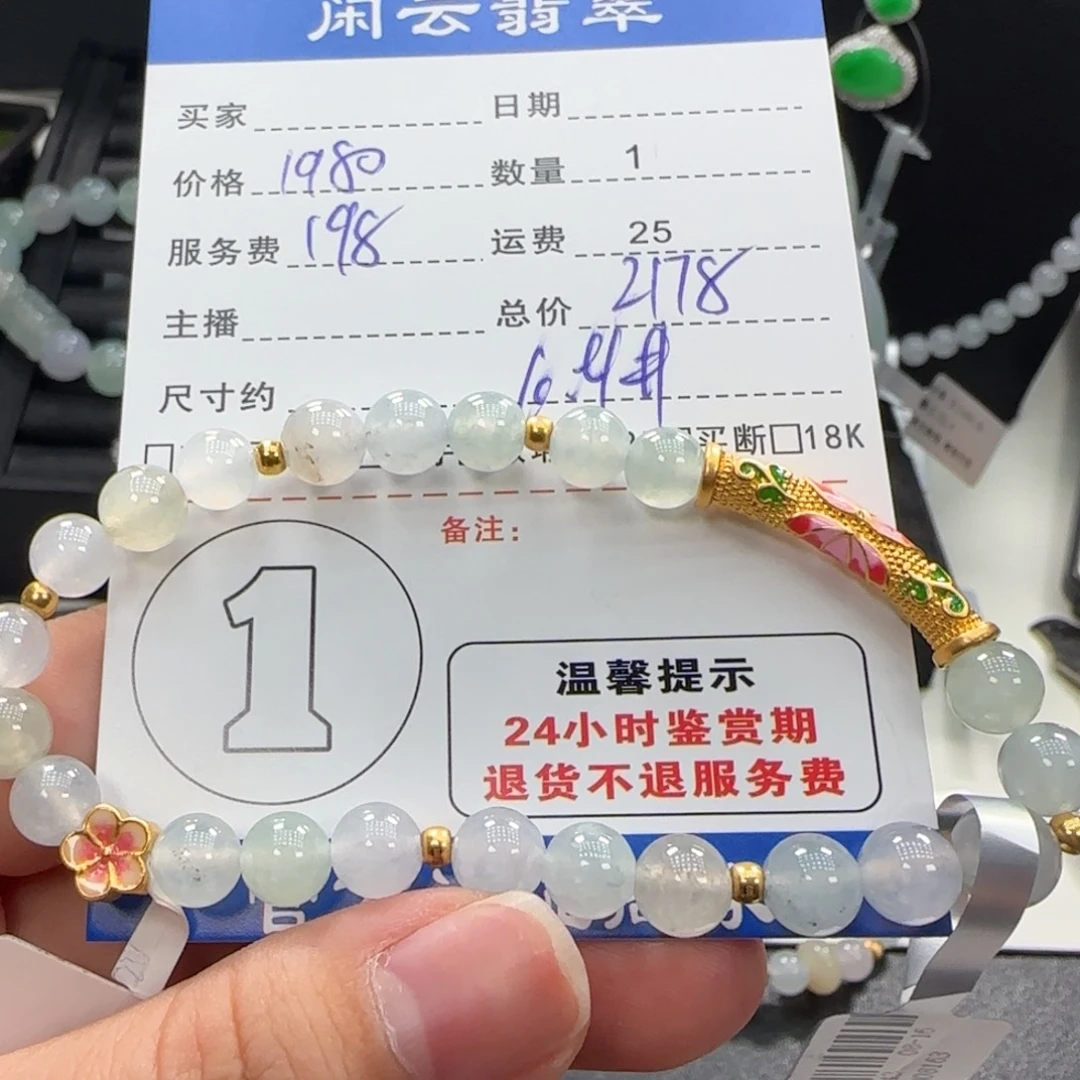 闲云翡翠
买家 日期
价格 1980 数量 1
服务费 198 运费 25
主播 总价 2178
尺寸约 6.4#
买断□18K
备注：
1
温馨提示
24小时鉴赏期
退货不退服务费